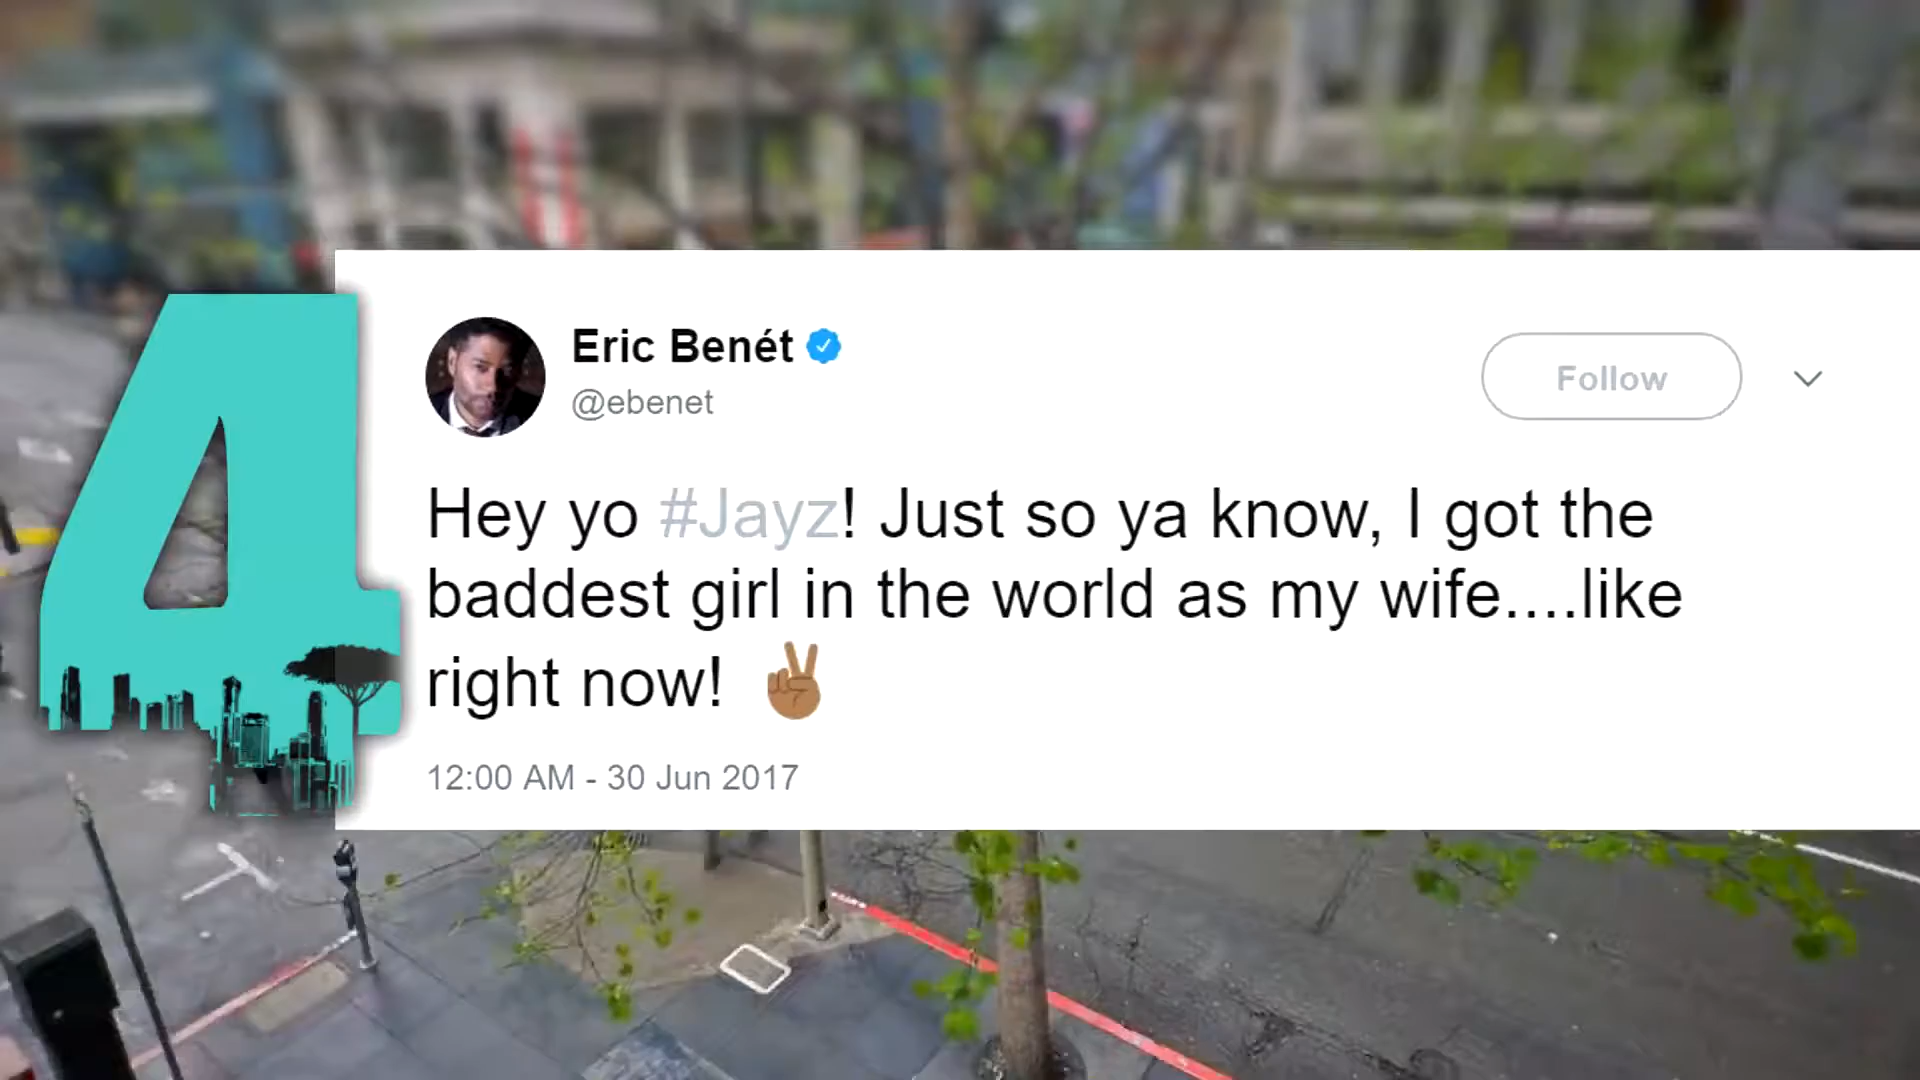 4
Eric Benét
@ebenet
Follow
Hey yo #Jayz! Just so ya know, I got the
baddest girl in the world as my wife....like
right now! ✌🏽
12:00 AM - 30 Jun 2017